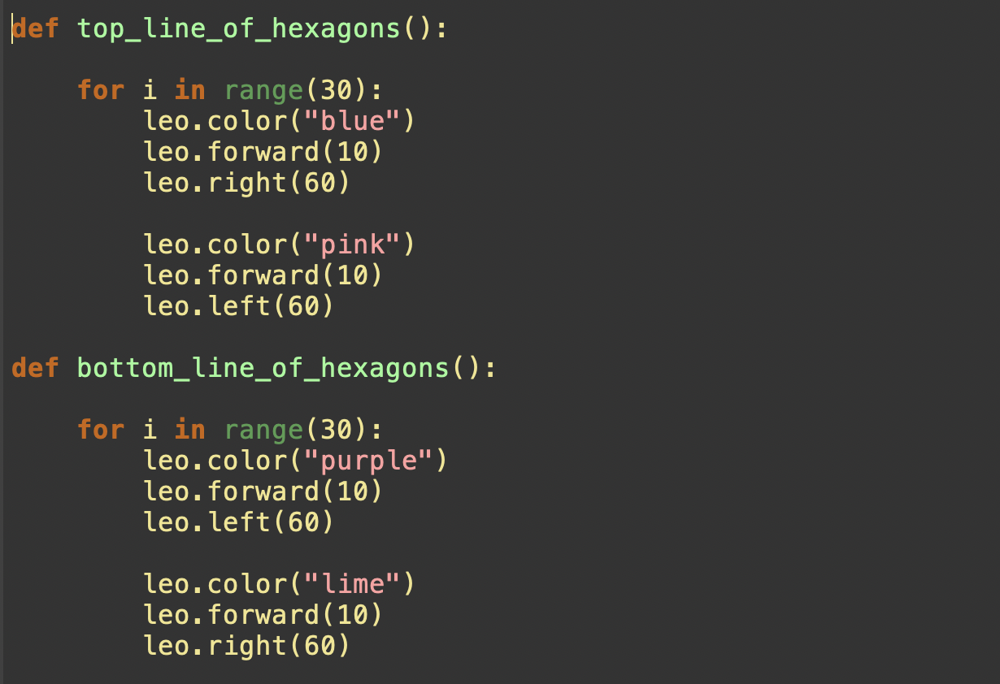 def top_line_of_hexagons():

    for i in range(30):
        leo.color("blue")
        leo.forward(10)
        leo.right(60)

        leo.color("pink")
        leo.forward(10)
        leo.left(60)

def bottom_line_of_hexagons():

    for i in range(30):
        leo.color("purple")
        leo.forward(10)
        leo.left(60)

        leo.color("lime")
        leo.forward(10)
        leo.right(60)